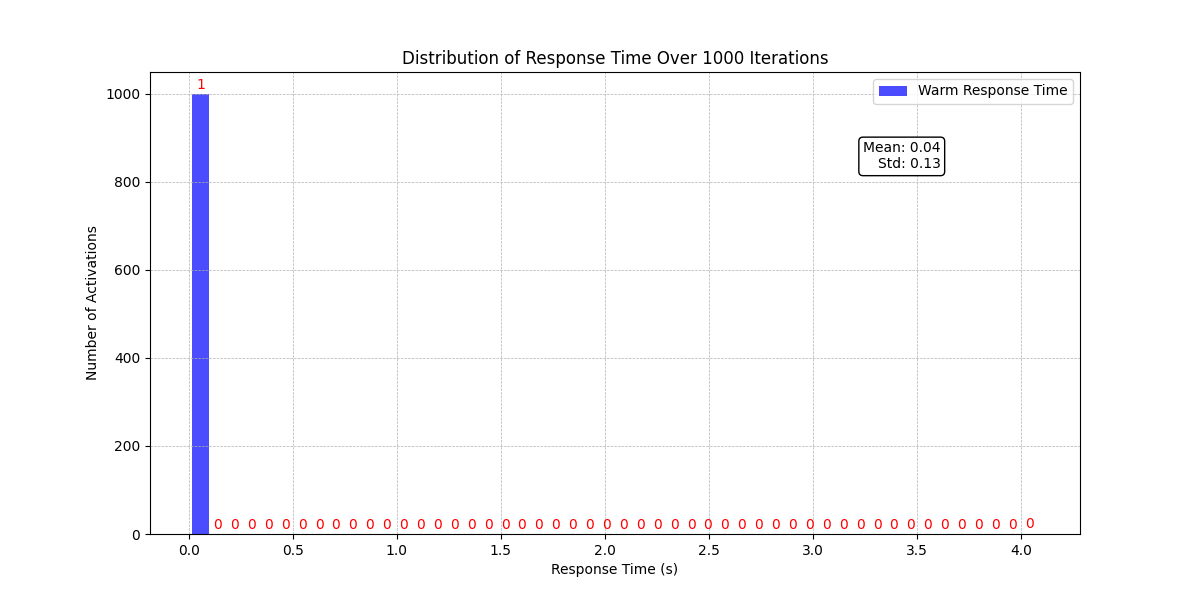 Distribution of Response Time Over 1000 Iterations
1
Warm Response Time
Mean: 0.04
Std: 0.13
1000
800
600
400
200
0
Number of Activations
0 0 0 0 0 0 0 0 0 0 0 0 0 0 0 0 0 0 0 0 0 0 0 0 0 0 0 0 0 0 0 0 0 0 0 0 0 0 0 0 0 0 0 0 0 0 0 0 0
0.0 0.5 1.0 1.5 2.0 2.5 3.0 3.5 4.0
Response Time (s)